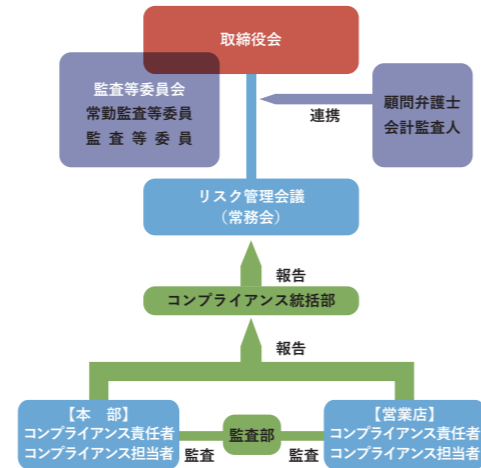 取締役会
監査等委員会
常勤監査等委員
監査等委員
連携
顧問弁護士
会計監査人
リスク管理会議
（常務会）
報告
コンプライアンス統括部
報告
【本　部】
コンプライアンス責任者
コンプライアンス担当者
監査
監査部
監査
【営業店】
コンプライアンス責任者
コンプライアンス担当者